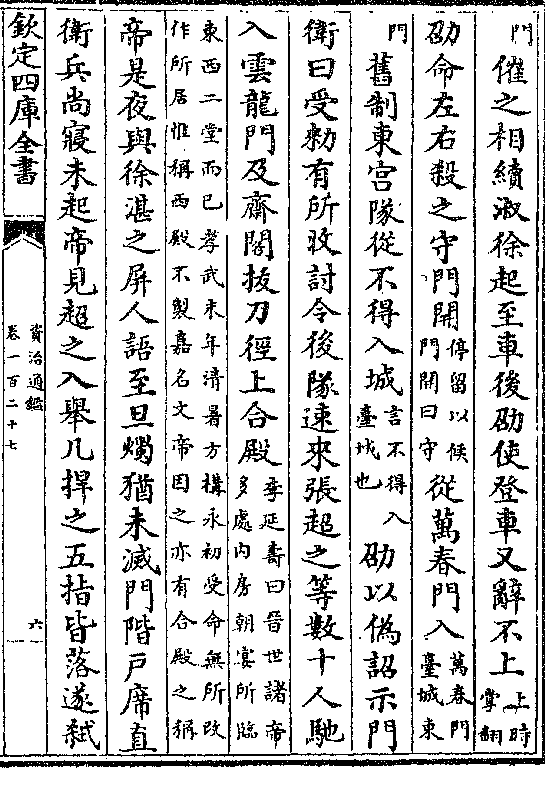 門催之相續淑徐起至車後劭使登車又辭不上上時掌翻
劭命左右殺之守門開停留以候門開曰守從萬春門入萬春門臺城東
門舊制東宮隊從不得入城言不得入臺城也劭以偽詔示門
衛曰受勑有所收討令後隊速來張超之等數十人馳
入雲龍門及齋閤拔刀徑上合殿李延壽曰晉世諸帝多處內房朝宴所臨
東西二堂而已孝武末年清暑方構永初受命無所改作所居惟稱西殿不製嘉名文帝因之亦有合殿之稱
帝是夜與徐湛之屏人語至旦燭猶未滅門階戶席直
衛兵尚寢未起帝見超之入舉几捍之五指皆落遂弒
欽定四庫全書
資治通鑑
卷一百二十七
六